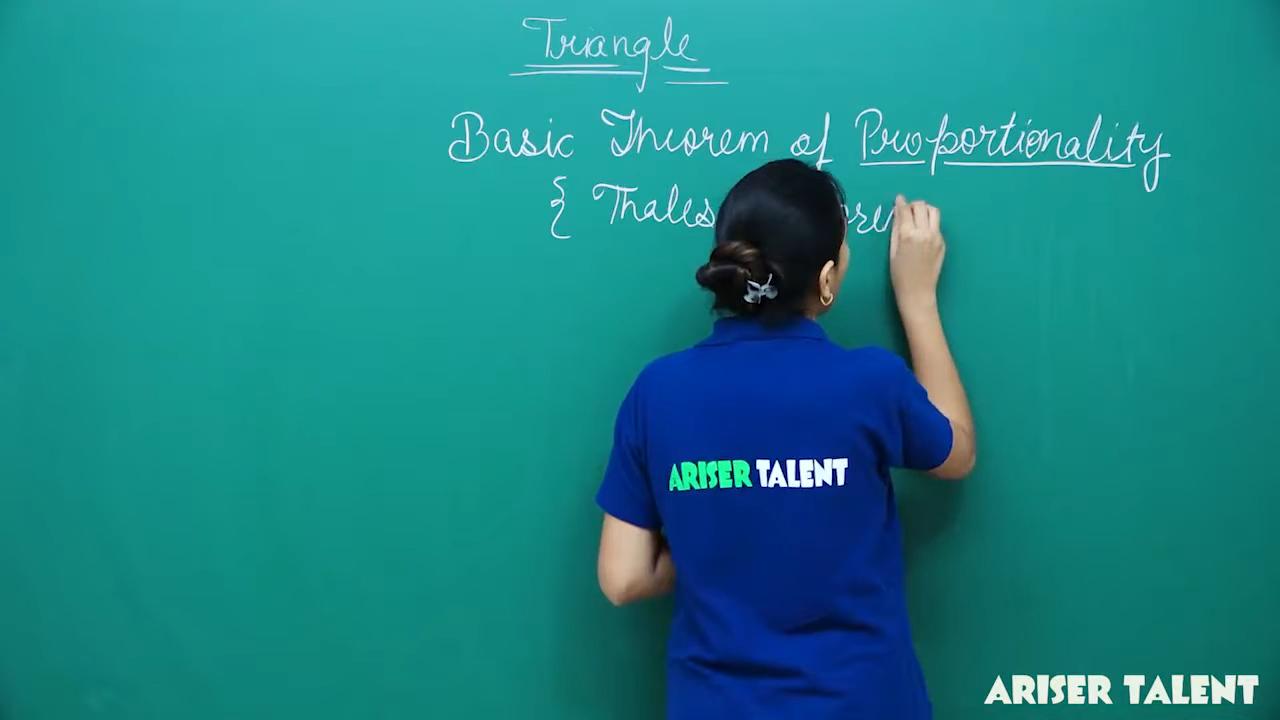 Triangle
Basic Theorem of Proportionality
{ Thales
ARISER TALENT
ARISER TALENT